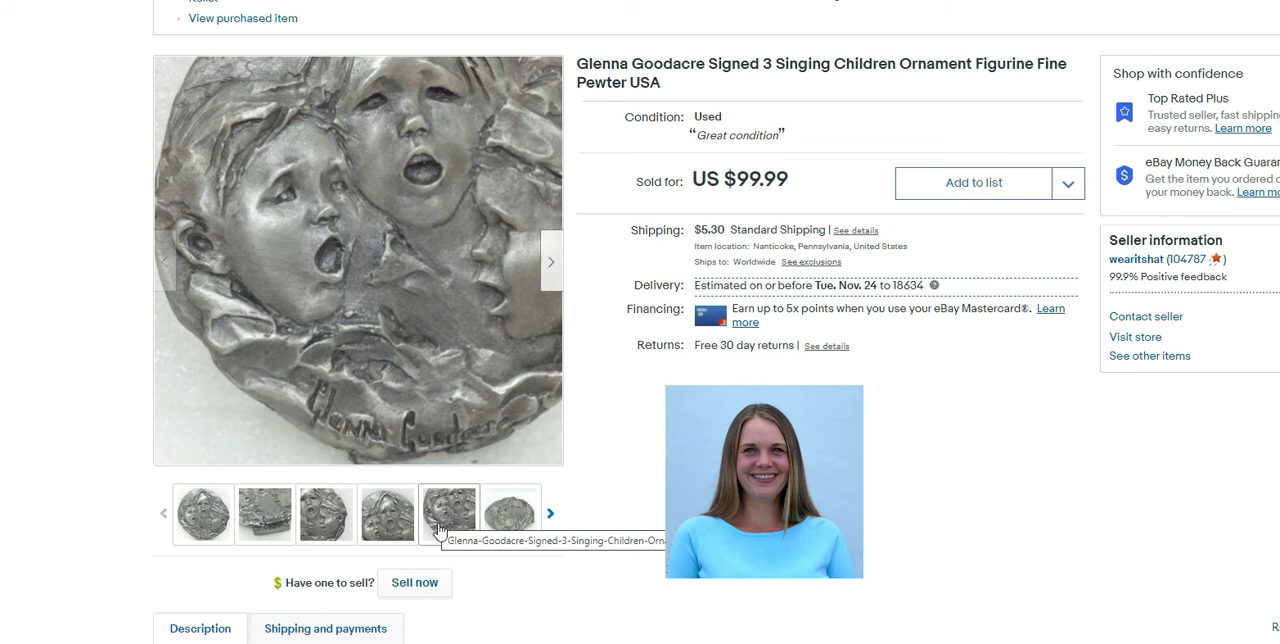 View purchased item
Glenna Goodacre Signed 3 Singing Children Ornament Figurine Fine
Pewter USA
Condition: Used
“Great condition”
Sold for: US $99.99
Add to list
Shipping: $5.30 Standard Shipping | See details
Item location: Nanticoke, Pennsylvania, United States
Ships to: Worldwide See exclusions
Delivery: Estimated on or before Tue. Nov. 24 to 18634
Financing: Earn up to 5x points when you use your eBay Mastercard®. Learn
more
Returns: Free 30 day returns | See details
Shop with confidence
Top Rated Plus
Trusted seller, fast shippin
easy returns. Learn more
eBay Money Back Guara
Get the item you ordered
your money back. Learn mo
Seller information
wearitshat (104787 )
99.9% Positive feedback
Contact seller
Visit store
See other items
Glenna Goodacre
Glenna-Goodacre-Signed-3-Singing-Children-Orn
$ Have one to sell? Sell now
Description
Shipping and payments